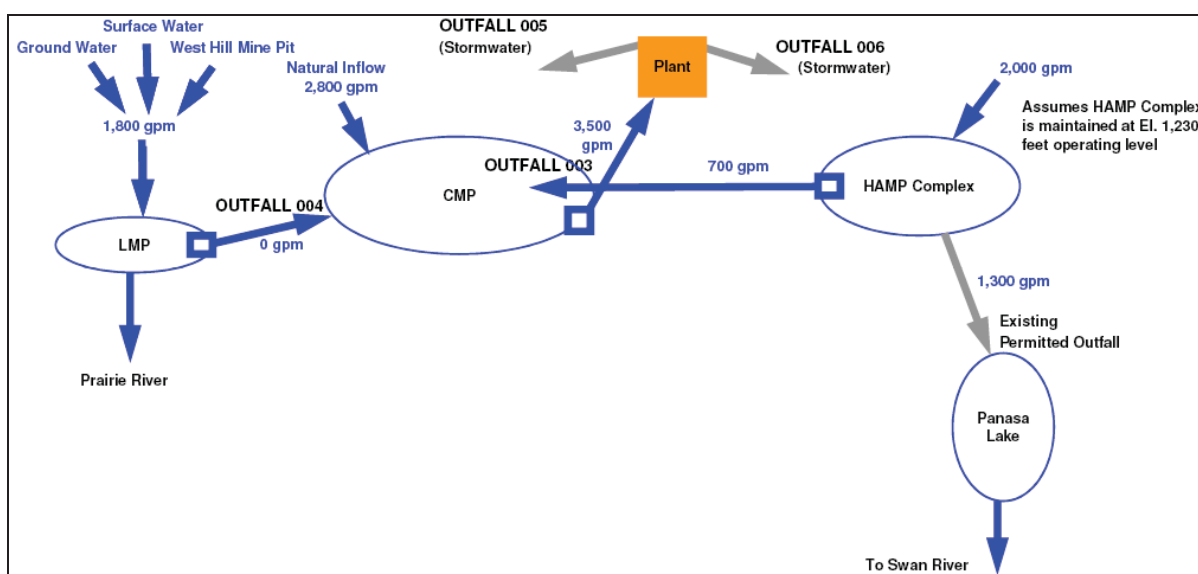 Surface Water
Ground Water
West Hill Mine Pit
1,800 gpm
Natural Inflow
2,800 gpm
OUTFALL 005
(Stormwater)
Plant
OUTFALL 006
(Stormwater)
2,000 gpm
Assumes HAMP Complex
is maintained at El. 1,230
feet operating level
3,500
gpm
OUTFALL 003
700 gpm
CMP
HAMP Complex
OUTFALL 004
0 gpm
LMP
Prairie River
1,300 gpm
Existing
Permitted Outfall
Panasa
Lake
To Swan River